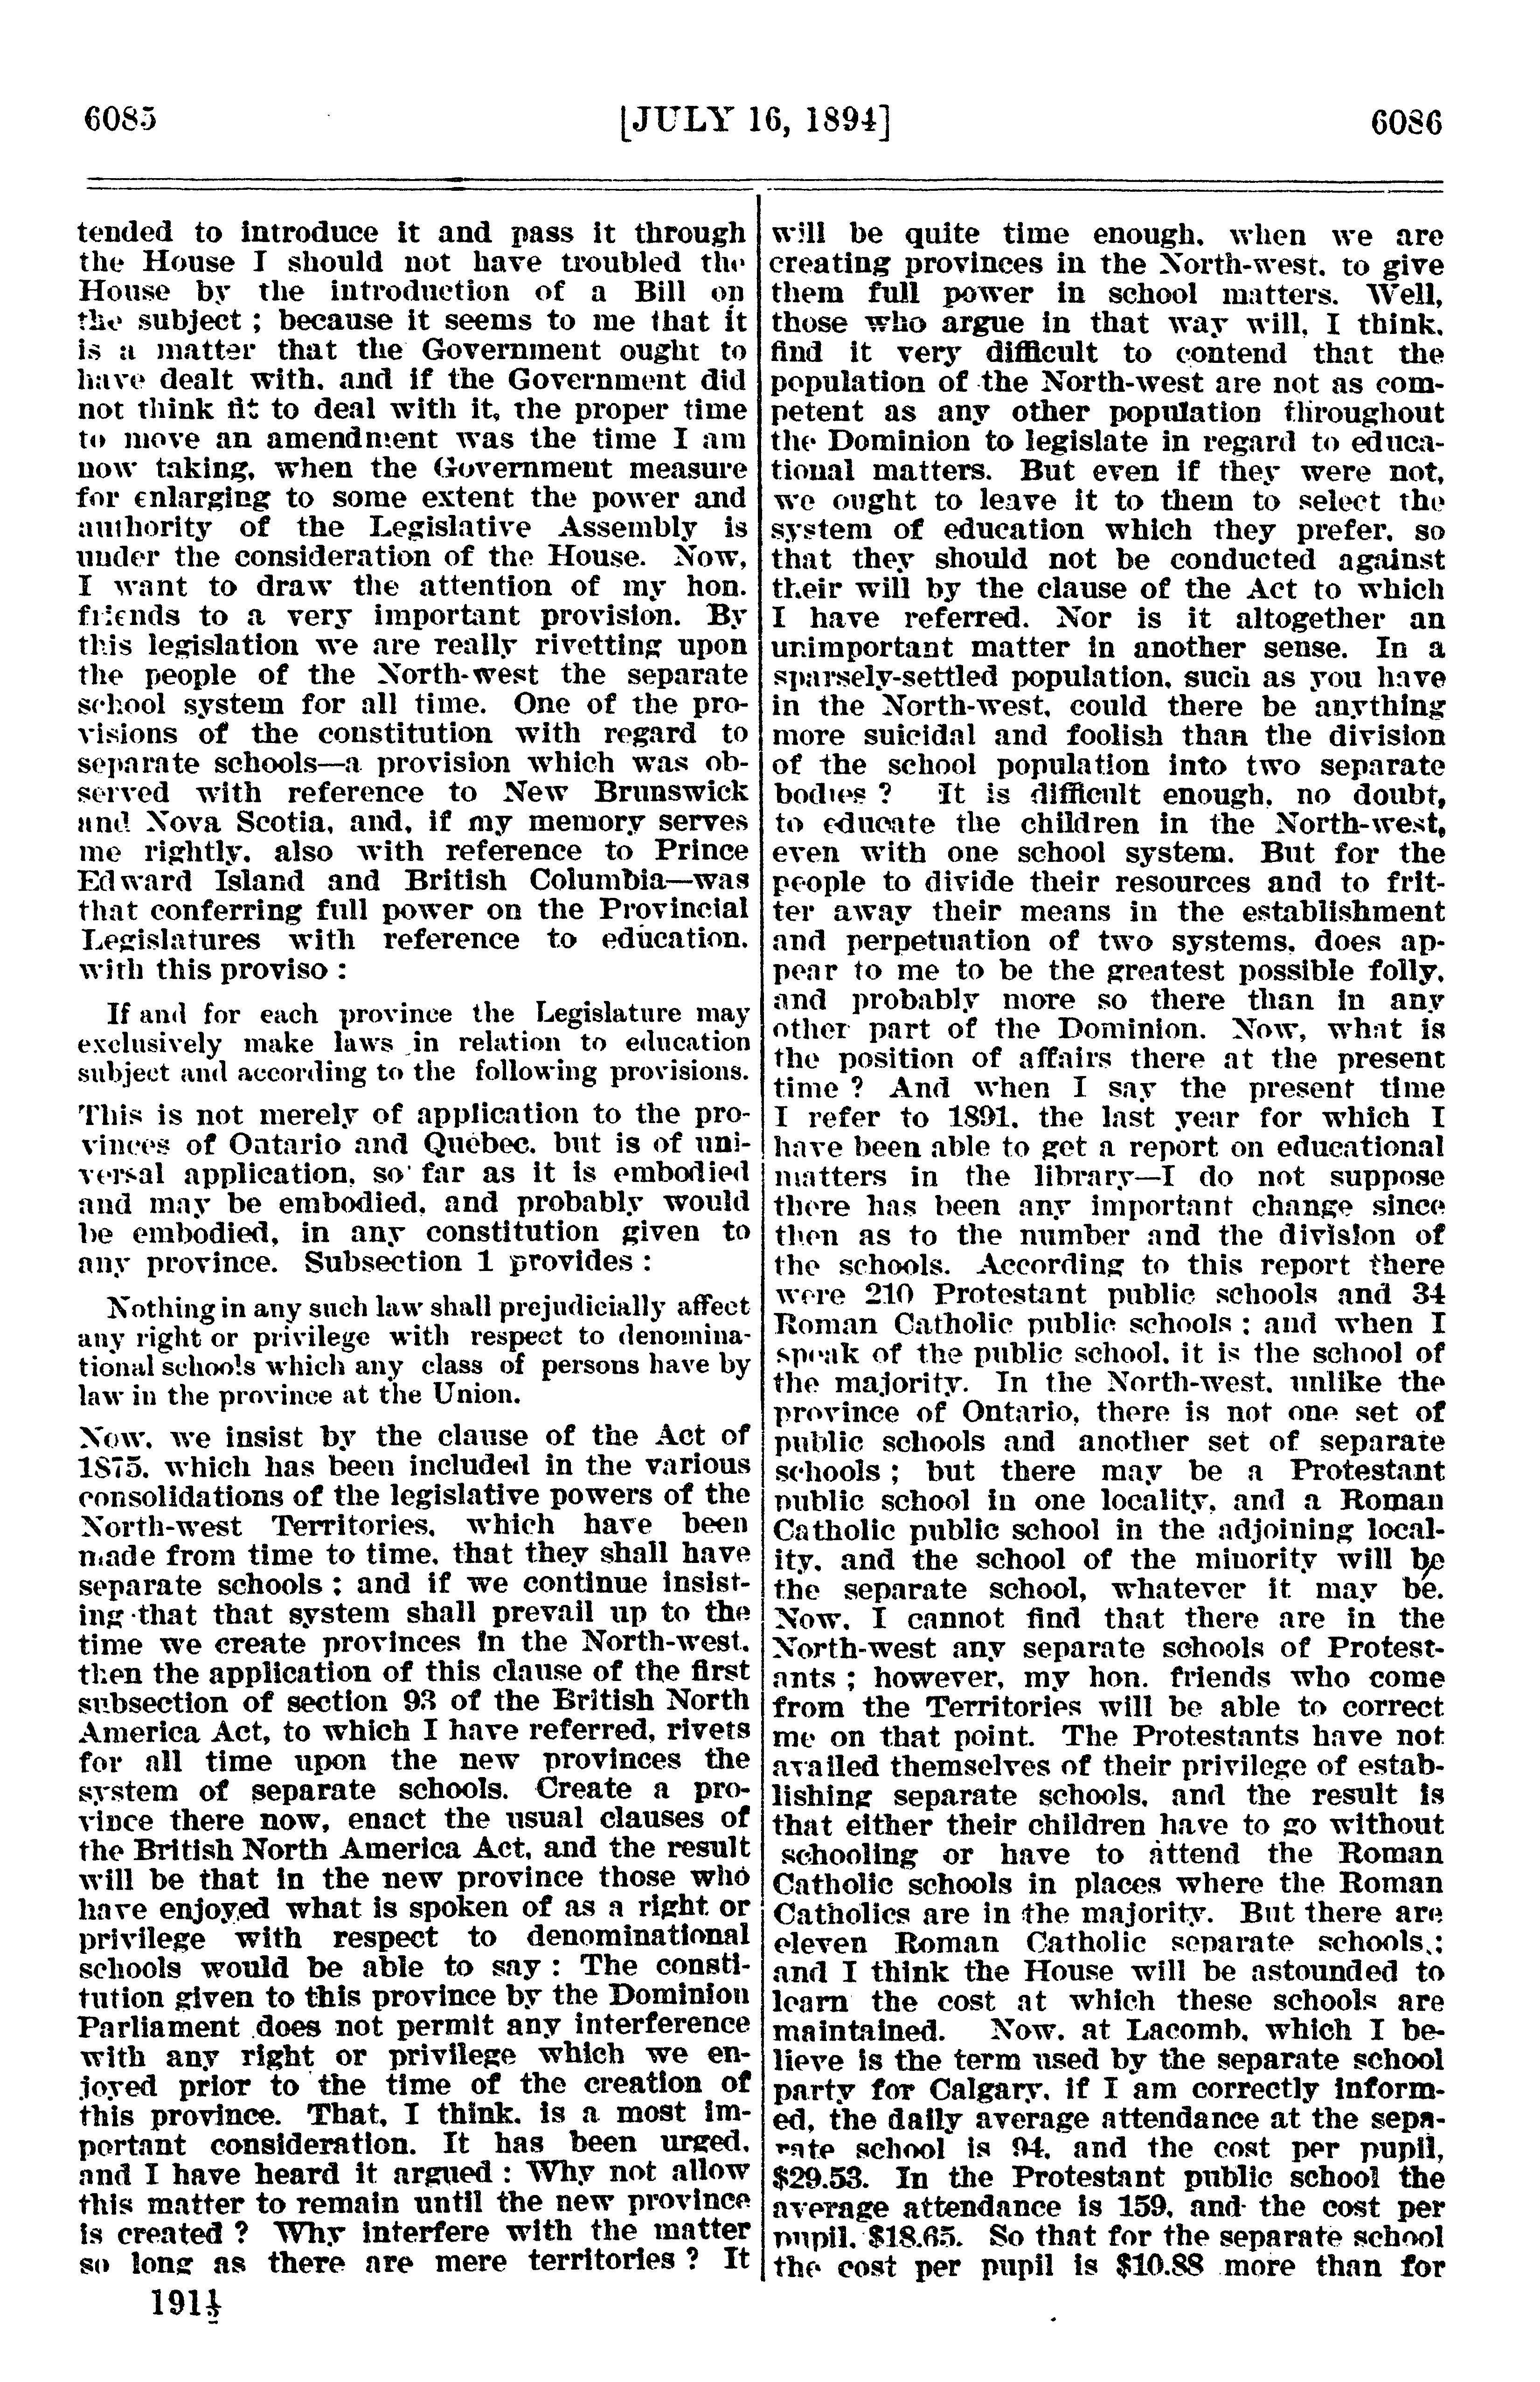 6085
[JULY 16, 1894]
6086
tended to introduce it and pass it through
the House I should not have troubled the
House by the introduction of a Bill on
the subject ; because it seems to me that it
is a matter that the Government ought to
have dealt with, and if the Government did
not think fit to deal with it, the proper time
to move an amendment was the time I am
now taking, when the Government measure
for enlarging to some extent the power and
authority of the Legislative Assembly is
under the consideration of the House. Now,
I want to draw the attention of my hon.
friends to a very important provision. By
this legislation we are really rivetting upon
the people of the North-west the separate
school system for all time. One of the pro-
visions of the constitution with regard to
separate schools—a provision which was ob-
served with reference to New Brunswick
and Nova Scotia, and, if my memory serves
me rightly, also with reference to Prince
Edward Island and British Columbia—was
that conferring full power on the Provincial
Legislatures with reference to education,
with this proviso :
If and for each province the Legislature may
exclusively make laws in relation to education
subject and according to the following provisions.
This is not merely of application to the pro-
vinces of Ontario and Quebec, but is of uni-
versal application, so far as it is embodied
and may be embodied, and probably would
be embodied, in any constitution given to
any province. Subsection 1 provides :
Nothing in any such law shall prejudicially affect
any right or privilege with respect to denomina-
tional schools which any class of persons have by
law in the province at the Union.
Now, we insist by the clause of the Act of
1875, which has been included in the various
consolidations of the legislative powers of the
North-west Territories, which have been
made from time to time, that they shall have
separate schools ; and if we continue insist-
ing that that system shall prevail up to the
time we create provinces in the North-west,
then the application of this clause of the first
subsection of section 93 of the British North
America Act, to which I have referred, rivets
for all time upon the new provinces the
system of separate schools. Create a pro-
vince there now, enact the usual clauses of
the British North America Act, and the result
will be that in the new province those who
have enjoyed what is spoken of as a right or
privilege with respect to denominational
schools would be able to say : The consti-
tution given to this province by the Dominion
Parliament does not permit any interference
with any right or privilege which we en-
joyed prior to the time of the creation of
this province. That, I think, is a most im-
portant consideration. It has been urged,
and I have heard it argued : Why not allow
this matter to remain until the new province
is created ? Why interfere with the matter
so long as there are mere territories ? It
191½
will be quite time enough, when we are
creating provinces in the North-west, to give
them full power in school matters. Well,
those who argue in that way will, I think,
find it very difficult to contend that the
population of the North-west are not as com-
petent as any other population throughout
the Dominion to legislate in regard to educa-
tional matters. But even if they were not,
we ought to leave it to them to select the
system of education which they prefer, so
that they should not be conducted against
their will by the clause of the Act to which
I have referred. Nor is it altogether an
unimportant matter in another sense. In a
sparsely-settled population, such as you have
in the North-west, could there be anything
more suicidal and foolish than the division
of the school population into two separate
bodies ? It is difficult enough, no doubt,
to educate the children in the North-west,
even with one school system. But for the
people to divide their resources and to frit-
ter away their means in the establishment
and perpetuation of two systems, does ap-
pear to me to be the greatest possible folly,
and probably more so there than in any
other part of the Dominion. Now, what is
the position of affairs there at the present
time ? And when I say the present time
I refer to 1891, the last year for which I
have been able to get a report on educational
matters in the library—I do not suppose
there has been any important change since
then as to the number and the division of
the schools. According to this report there
were 210 Protestant public schools and 34
Roman Catholic public schools ; and when I
speak of the public school, it is the school of
the majority. In the North-west, unlike the
province of Ontario, there is not one set of
public schools and another set of separate
schools ; but there may be a Protestant
public school in one locality, and a Roman
Catholic public school in the adjoining local-
ity, and the school of the minority will be
the separate school, whatever it may be.
Now, I cannot find that there are in the
North-west any separate schools of Protest-
ants ; however, my hon. friends who come
from the Territories will be able to correct
me on that point. The Protestants have not
availed themselves of their privilege of estab-
lishing separate schools, and the result is
that either their children have to go without
schooling or have to attend the Roman
Catholic schools in places where the Roman
Catholics are in the majority. But there are
eleven Roman Catholic separate schools ;
and I think the House will be astounded to
learn the cost at which these schools are
maintained. Now, at Lacomb, which I be-
lieve is the term used by the separate school
party for Calgary, if I am correctly inform-
ed, the daily average attendance at the sepa-
rate school is 94, and the cost per pupil,
$29.53. In the Protestant public school the
average attendance is 159, and the cost per
pupil, $18.65. So that for the separate school
the cost per pupil is $10.88 more than for